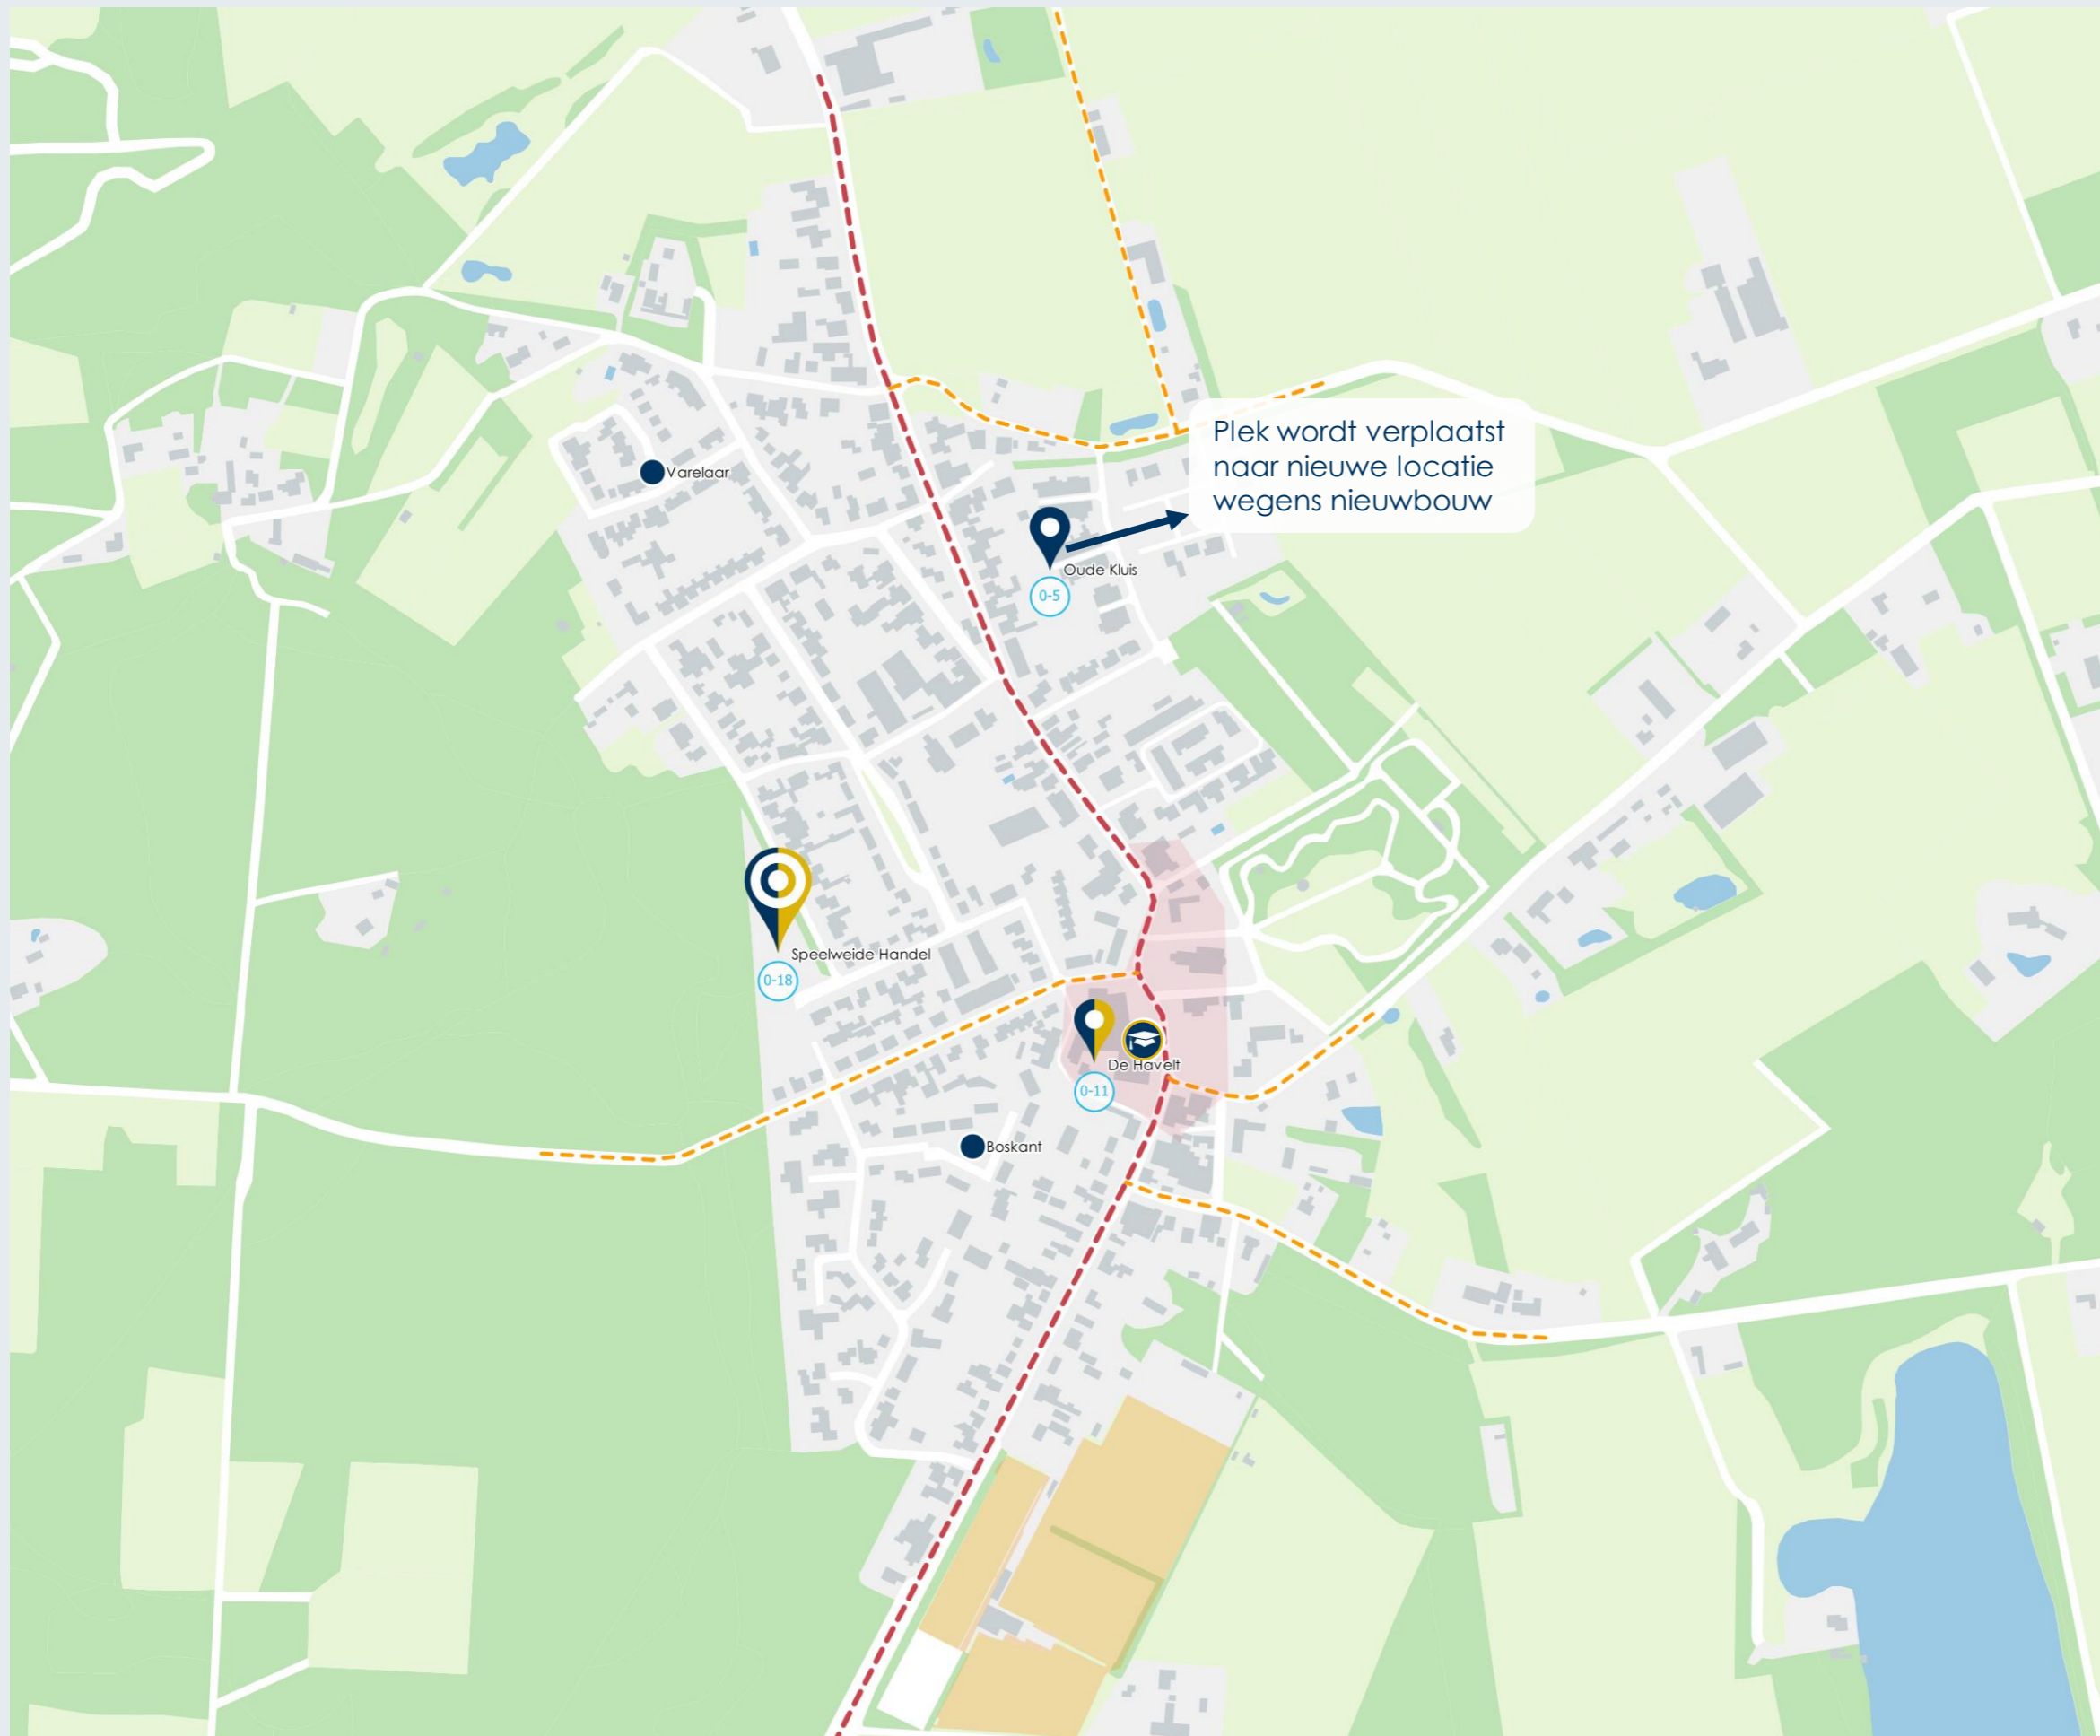 Plek wordt verplaatst
naar nieuwe locatie
wegens nieuwbouw
Varelaar
Oude Kluis
0-5
Speelweide Handel
0-18
De Havelt
0-11
Boskant